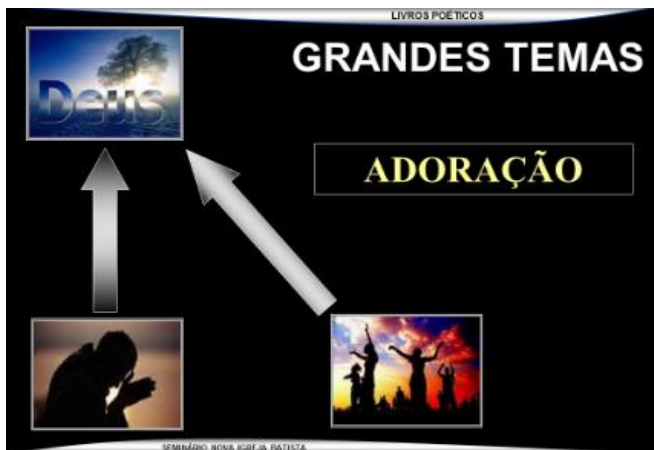 LIVROS POÉTICOS
GRANDES TEMAS
Deus
ADORAÇÃO
SEMINÁRIO NOVA IGREJA BATISTA